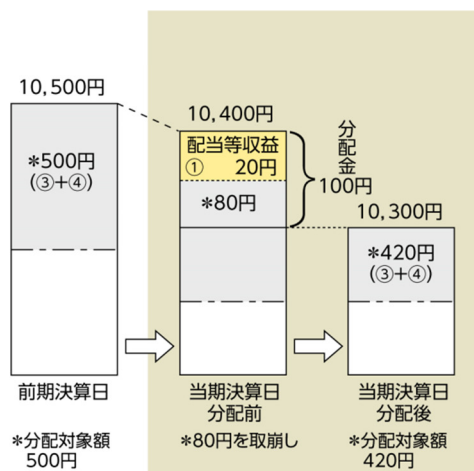 10,500円
*500円
(③+④)
前期決算日
*分配対象額
500円
10,400円
配当等収益
① 20円
*80円
分配金
100円
当期決算日
分配前
*80円を取崩し
10,300円
*420円
(③+④)
当期決算日
分配後
*分配対象額
420円